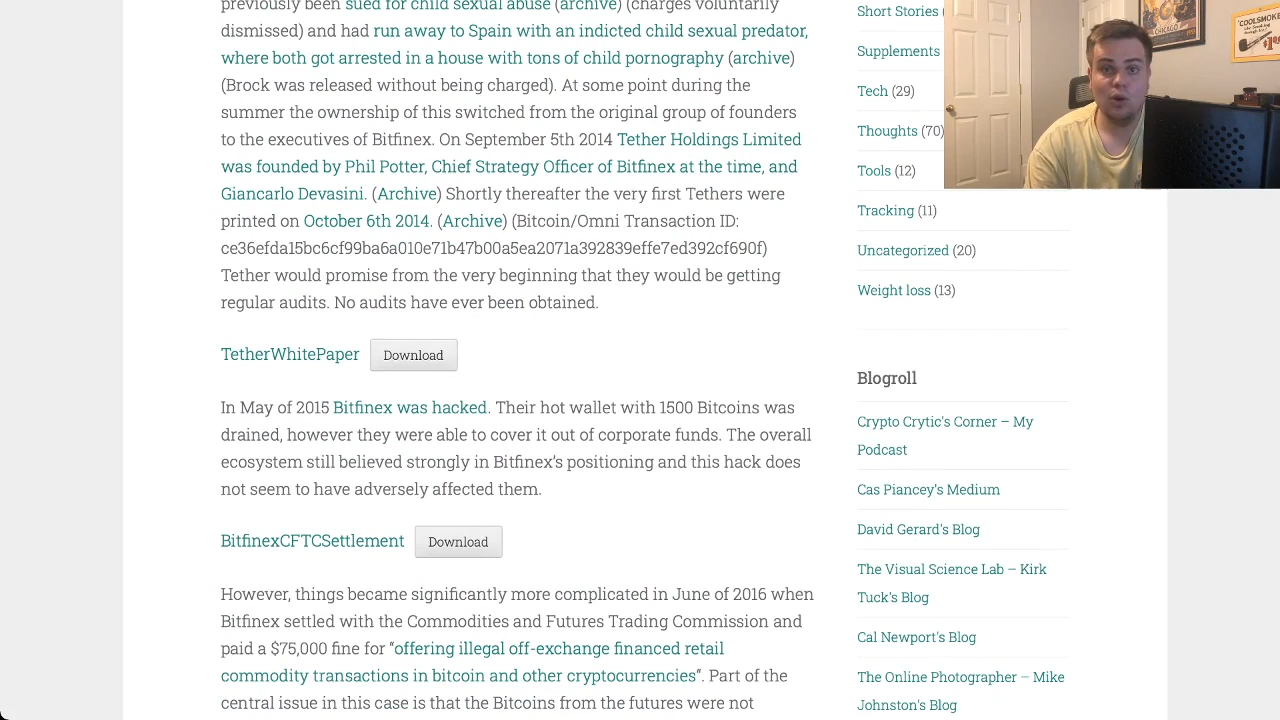 previously been sued for child sexual abuse (archive) (charges voluntarily
dismissed) and had run away to Spain with an indicted child sexual predator,
where both got arrested in a house with tons of child pornography (archive)
(Brock was released without being charged). At some point during the
summer the ownership of this switched from the original group of founders
to the executives of Bitfinex. On September 5th 2014 Tether Holdings Limited
was founded by Phil Potter, Chief Strategy Officer of Bitfinex at the time, and
Giancarlo Devasini. (Archive) Shortly thereafter the very first Tethers were
printed on October 6th 2014. (Archive) (Bitcoin/Omni Transaction ID:
ce36efda15bc6cf99ba6a010e71b47b00a5ea2071a392839effe7ed392cf690f)
Tether would promise from the very beginning that they would be getting
regular audits. No audits have ever been obtained.
TetherWhitePaper Download
In May of 2015 Bitfinex was hacked. Their hot wallet with 1500 Bitcoins was
drained, however they were able to cover it out of corporate funds. The overall
ecosystem still believed strongly in Bitfinex's positioning and this hack does
not seem to have adversely affected them.
BitfinexCFTCSettlement Download
However, things became significantly more complicated in June of 2016 when
Bitfinex settled with the Commodities and Futures Trading Commission and
paid a $75,000 fine for “offering illegal off-exchange financed retail
commodity transactions in bitcoin and other cryptocurrencies“. Part of the
central issue in this case is that the Bitcoins from the futures were not
Short Stories (
Supplements
Tech (29)
Thoughts (70)
Tools (12)
Tracking (11)
Uncategorized (20)
Weight loss (13)
Blogroll
Crypto Crytic's Corner – My
Podcast
Cas Piancey's Medium
David Gerard's Blog
The Visual Science Lab – Kirk
Tuck's Blog
Cal Newport's Blog
The Online Photographer – Mike
Johnston's Blog
COOLSMOKE